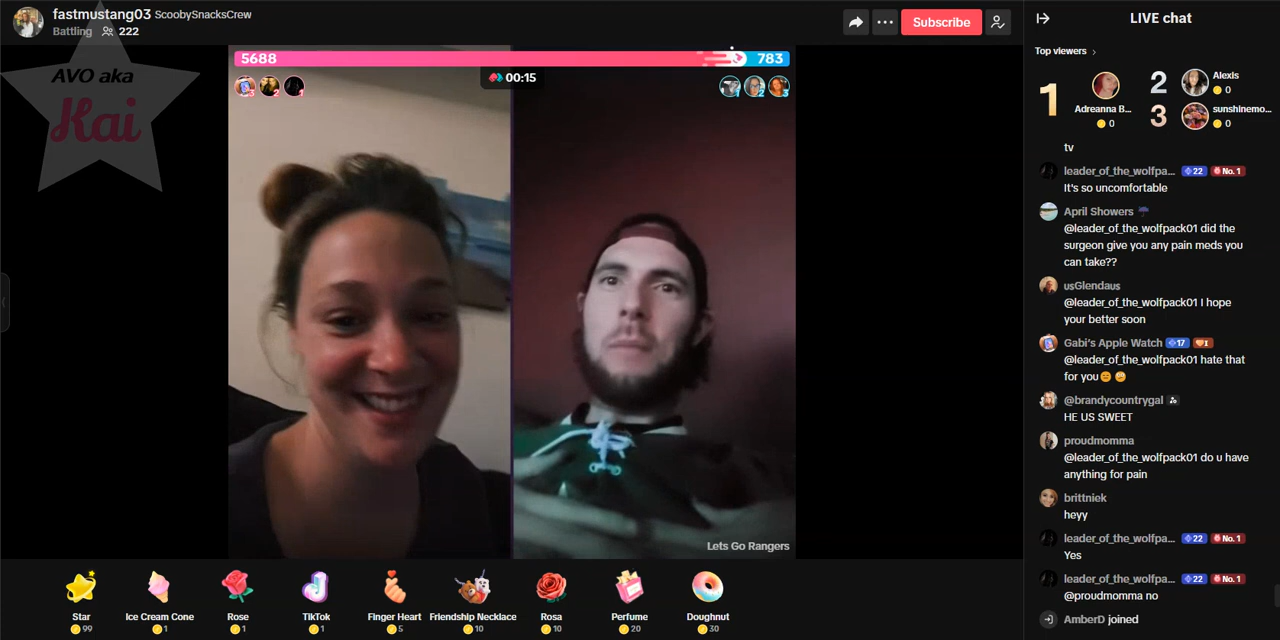 fastmustang03 ScoobySnacksCrew
Battling 222
AVO aka
Kai
Subscribe
5688
783
00:15
Lets Go Rangers
Star
99
Ice Cream Cone
1
Rose
1
TikTok
1
Finger Heart
5
Friendship Necklace
10
Rosa
10
Perfume
20
Doughnut
30
LIVE chat
Top viewers
1
Adreanna B...
0
2
Alexis
0
3
sunshinemo...
0
tv
leader_of_the_wolfpa... 22 No. 1
It's so uncomfortable
April Showers
@leader_of_the_wolfpack01 did the
surgeon give you any pain meds you
can take??
usGlendaus
@leader_of_the_wolfpack01 I hope
your better soon
Gabi's Apple Watch 17 I
@leader_of_the_wolfpack01 hate that
for you😔🥺
@brandycountrygal
HE US SWEET
proudmomma
@leader_of_the_wolfpack01 do u have
anything for pain
brittniek
heyy
leader_of_the_wolfpa... 22 No. 1
Yes
leader_of_the_wolfpa... 22 No. 1
@proudmomma no
AmberD joined